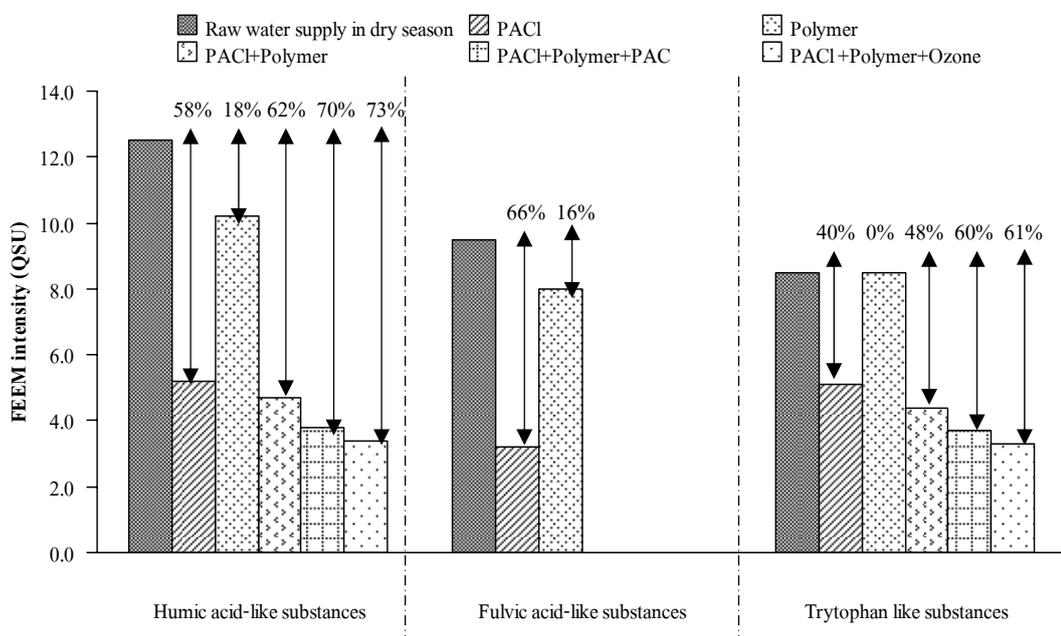 Raw water supply in dry season PACl Polymer
PACl+Polymer PACl+Polymer+PAC PACl+Polymer+Ozone
FEEM intensity (QSU)
14.0
12.0
10.0
8.0
6.0
4.0
2.0
0.0
58% 18% 62% 70% 73%
66% 16%
40% 0% 48% 60% 61%
Humic acid-like substances Fulvic acid-like substances Trytophan like substances